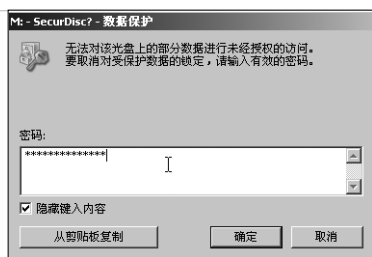 M: - SecurDisc? - 数据保护
无法对该光盘上的部分数据进行未经授权的访问。
要取消对受保护数据的锁定，请输入有效的密码。
密码:
**************
隐藏键入内容
从剪贴板复制
确定
取消